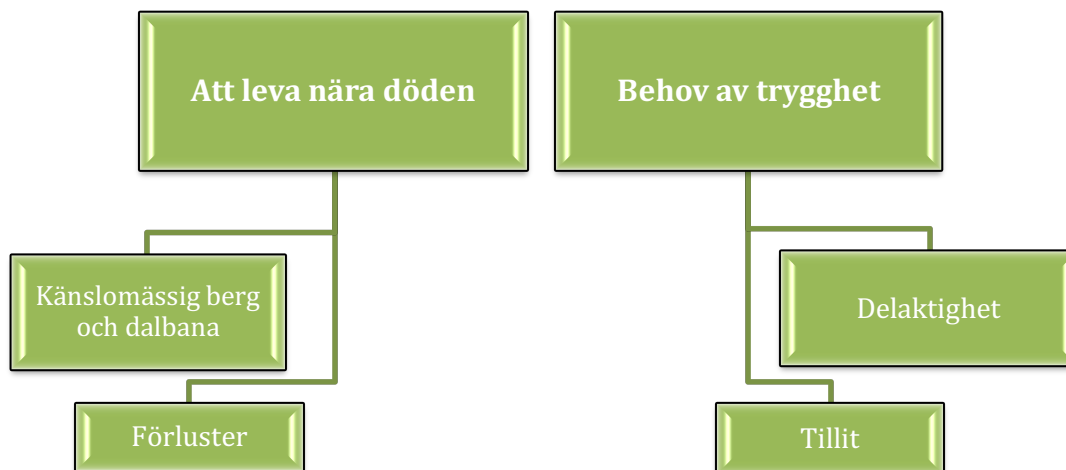 Att leva nära döden
Behov av trygghet
Känslomässig berg
och dalbana
Delaktighet
Förluster
Tillit